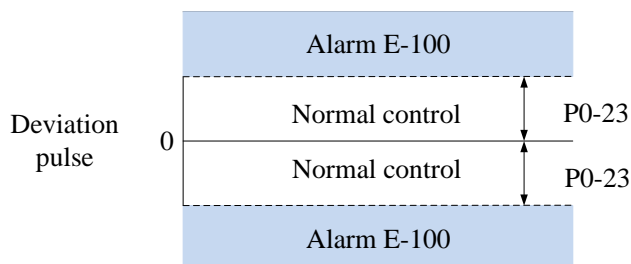 Alarm E-100
Normal control
P0-23
Deviation
pulse
0
Normal control
P0-23
Alarm E-100